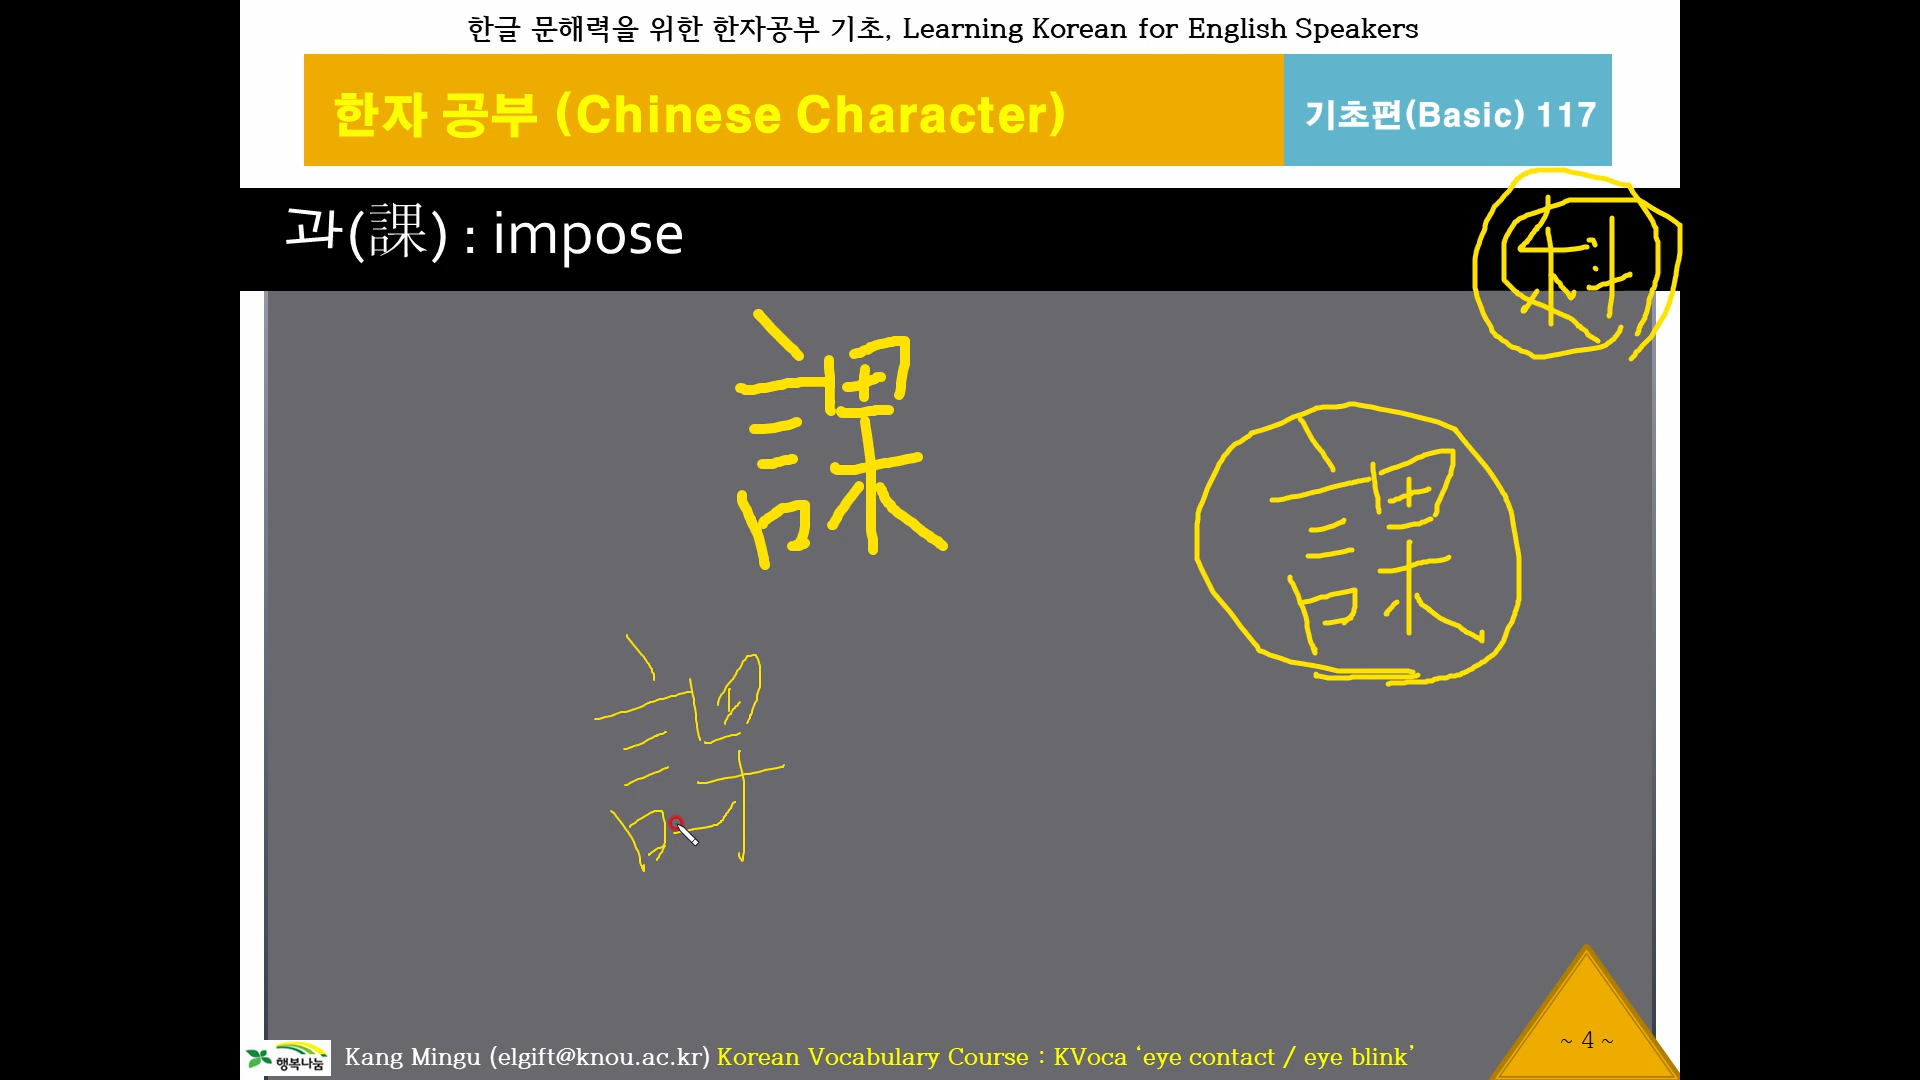 한글 문해력을 위한 한자공부 기초, Learning Korean for English Speakers
한자 공부 (Chinese Character)
기초편(Basic) 117
과(課) : impose
科
課
課
課
~ 4 ~
행복나눔
Kang Mingu (elgift@knou.ac.kr) Korean Vocabulary Course : KVoca ‘eye contact / eye blink’